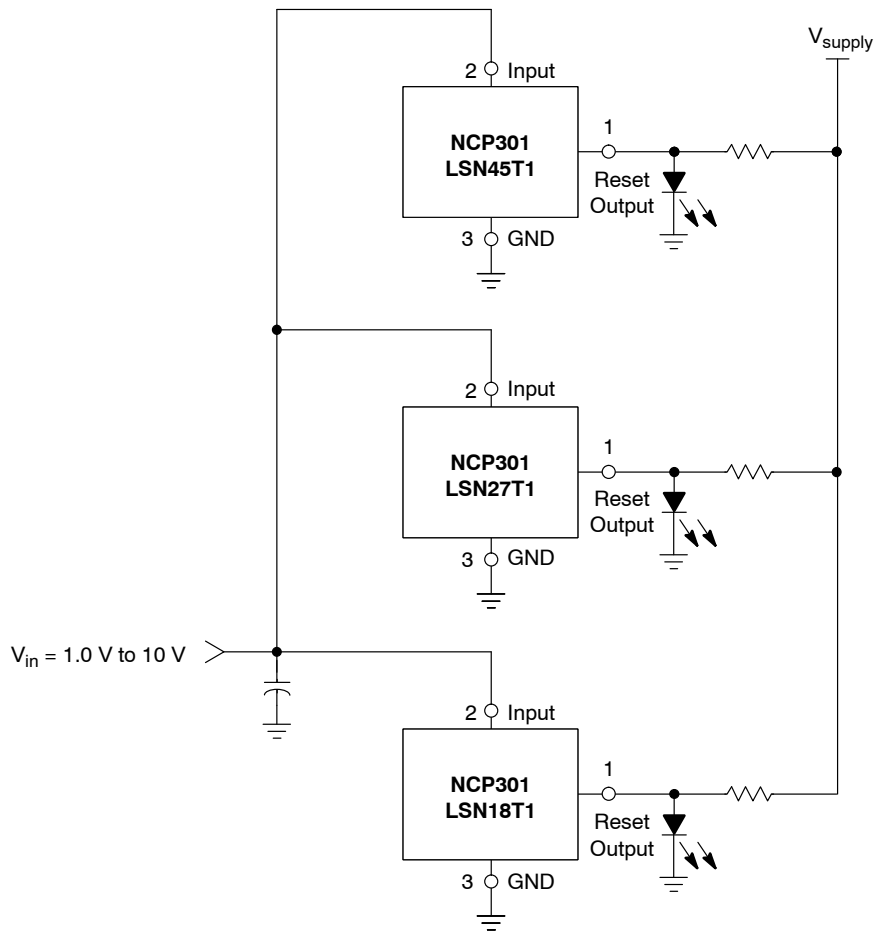 V_supply
2 Input
NCP301
LSN45T1
1
Reset
Output
3 GND
2 Input
NCP301
LSN27T1
1
Reset
Output
3 GND
V_in = 1.0 V to 10 V
2 Input
NCP301
LSN18T1
1
Reset
Output
3 GND